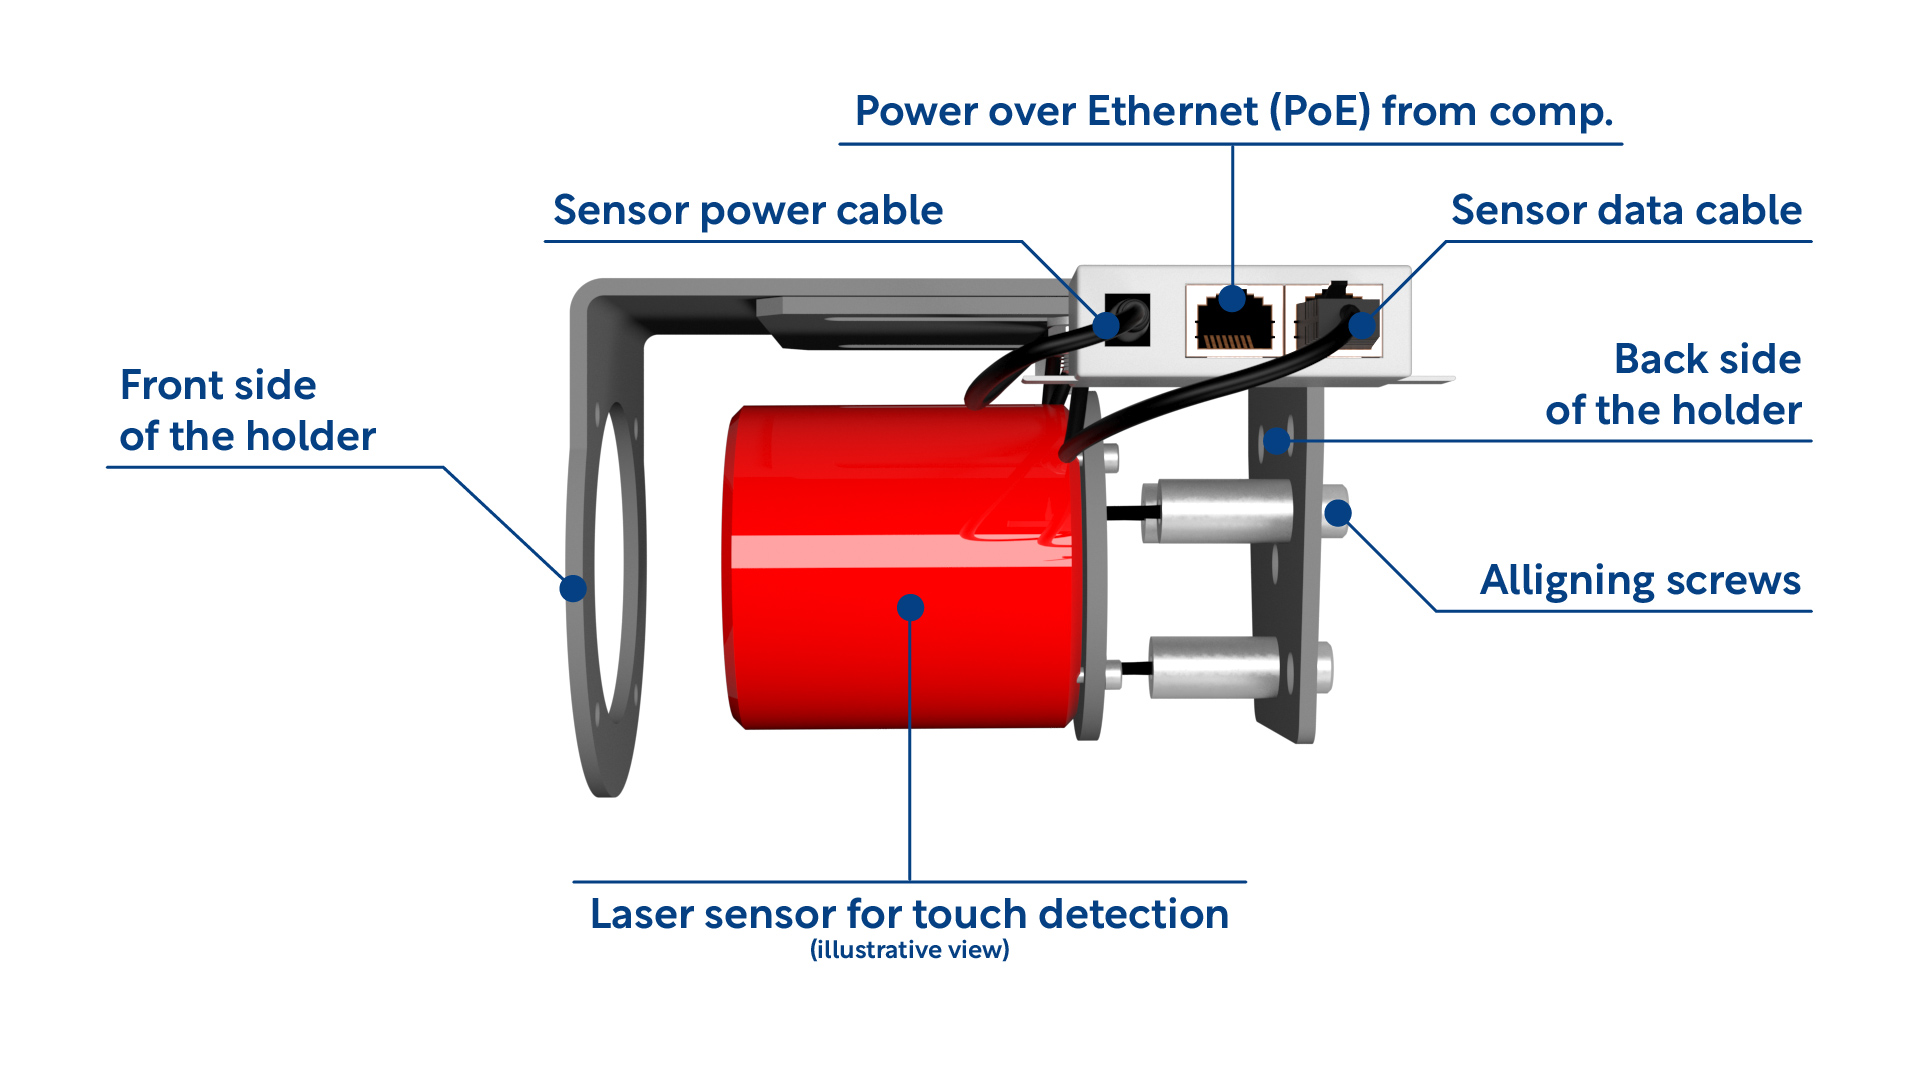 Power over Ethernet (PoE) from comp.
Sensor power cable
Sensor data cable
Front side
of the holder
Back side
of the holder
Alligning screws
Laser sensor for touch detection
(illustrative view)